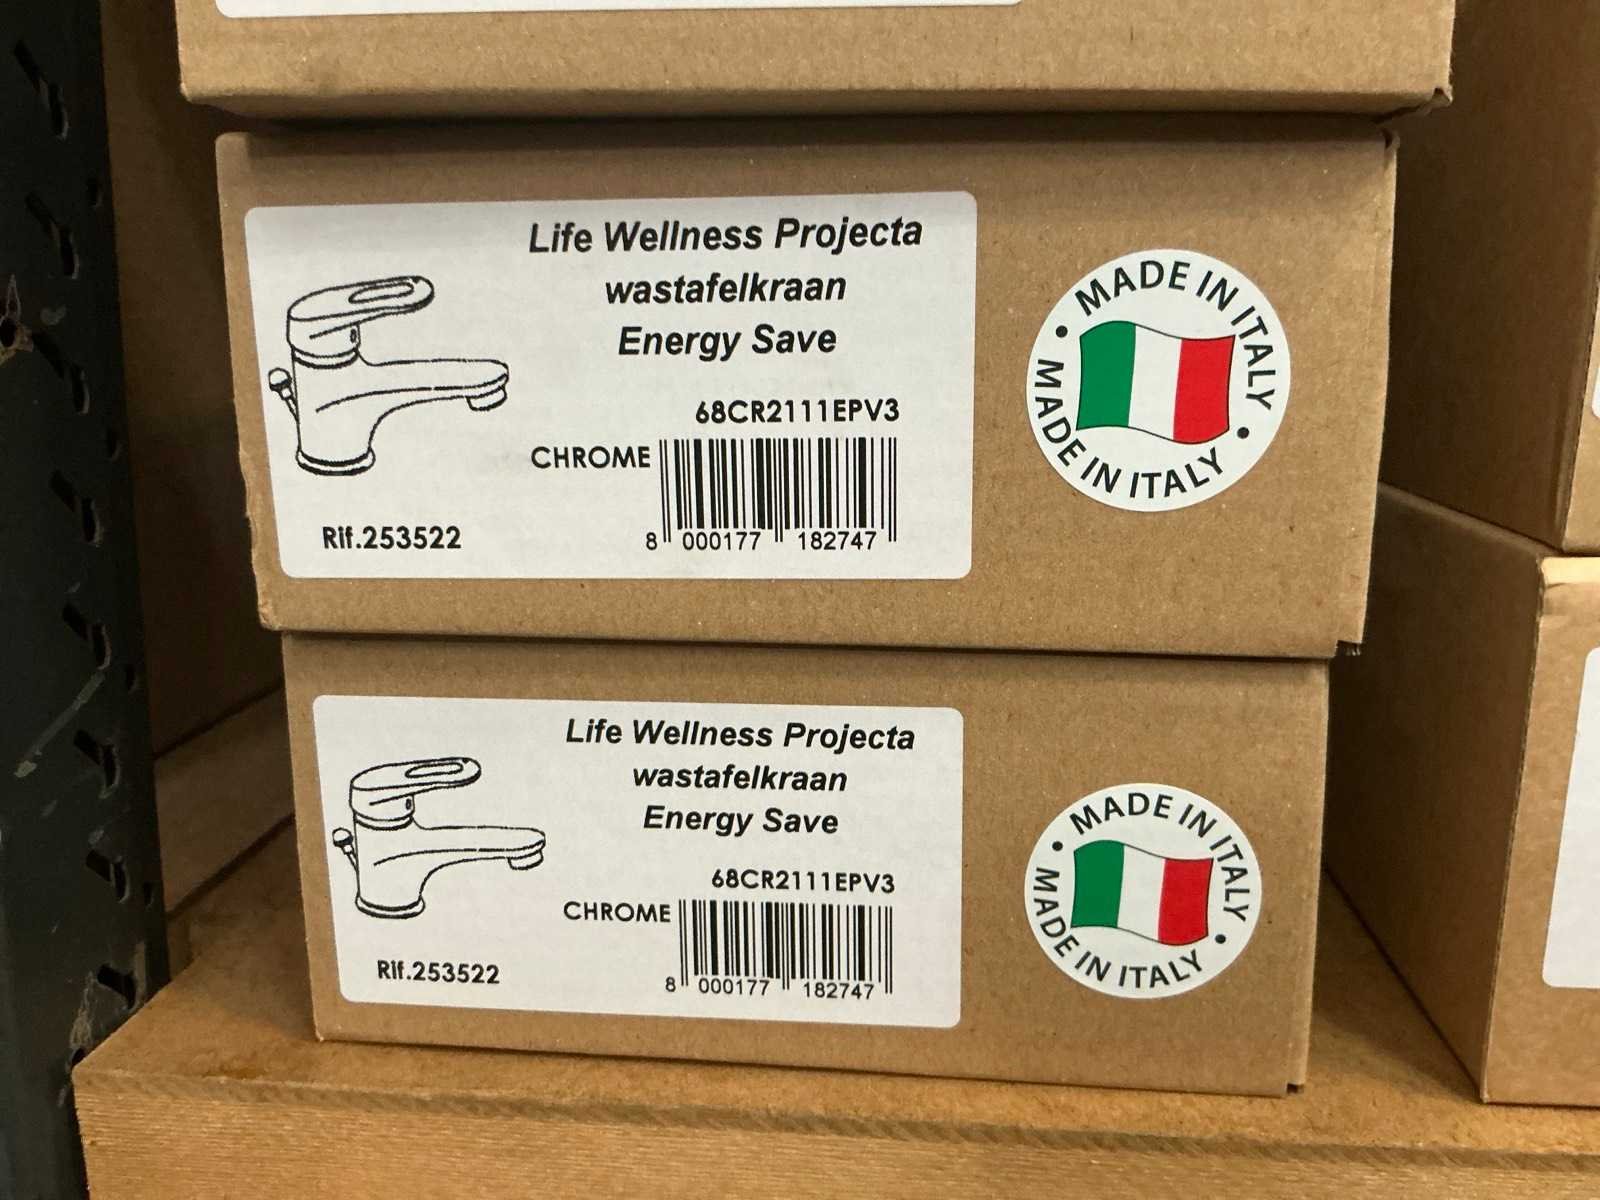 Life Wellness Projecta
wastafelkraan
Energy Save
68CR2111EPV3
CHROME
8 000177 182747
Rif.253522
MADE IN ITALY • MADE IN ITALY •
Life Wellness Projecta
wastafelkraan
Energy Save
68CR2111EPV3
CHROME
8 000177 182747
Rif.253522
MADE IN ITALY • MADE IN ITALY •